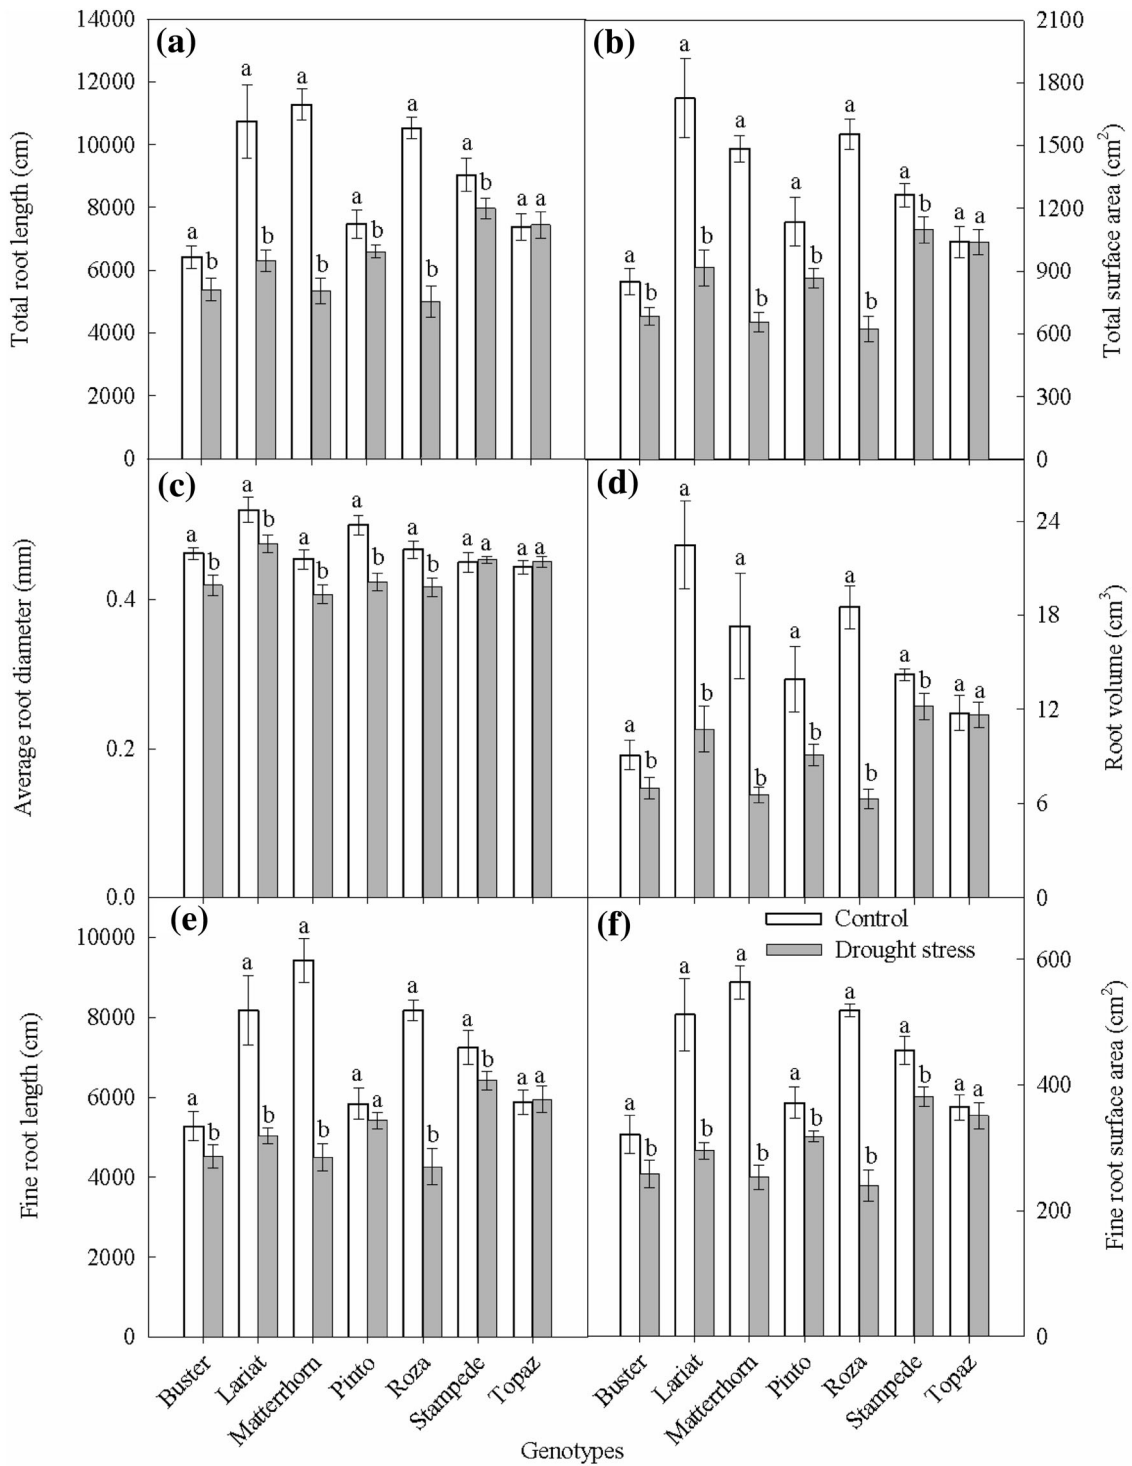 14000
12000
10000
8000
6000
4000
2000
0
Total root length (cm)
(a)
a b a b a b a b a b a b a a
2100
1800
1500
1200
900
600
300
0
Total surface area (cm²)
(b)
a b a b a b a b a b a b a a
0.4
0.2
0.0
Average root diameter (mm)
(c)
a b a b a b a b a b a a a a
24
18
12
6
0
Root volume (cm³)
(d)
a b a b a b a b a b a b a a
10000
8000
6000
4000
2000
0
Fine root length (cm)
(e)
a b a b a b a b a b a b a a
600
400
200
0
Fine root surface area (cm²)
(f)
Control
Drought stress
a b a b a b a b a b a b a a
Buster Lariat Matterrhorn Pinto Roza Stampede Topaz
Buster Lariat Matterrhorn Pinto Roza Stampede Topaz
Genotypes